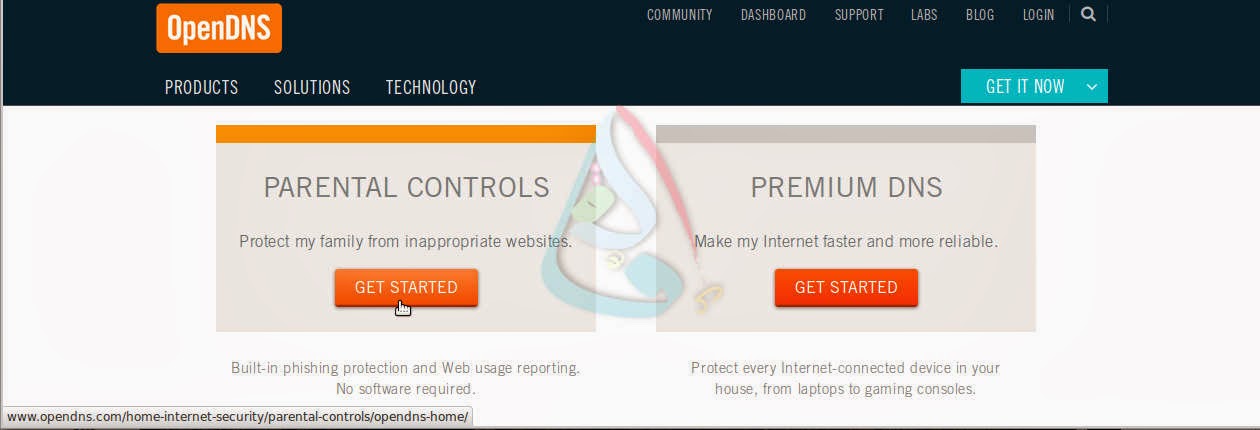 OpenDNS
COMMUNITY DASHBOARD SUPPORT LABS BLOG LOGIN
PRODUCTS SOLUTIONS TECHNOLOGY
GET IT NOW
PARENTAL CONTROLS
Protect my family from inappropriate websites.
GET STARTED
Built-in phishing protection and Web usage reporting.
No software required.
PREMIUM DNS
Make my Internet faster and more reliable.
GET STARTED
Protect every Internet-connected device in your
house, from laptops to gaming consoles.
www.opendns.com/home-internet-security/parental-controls/opendns-home/